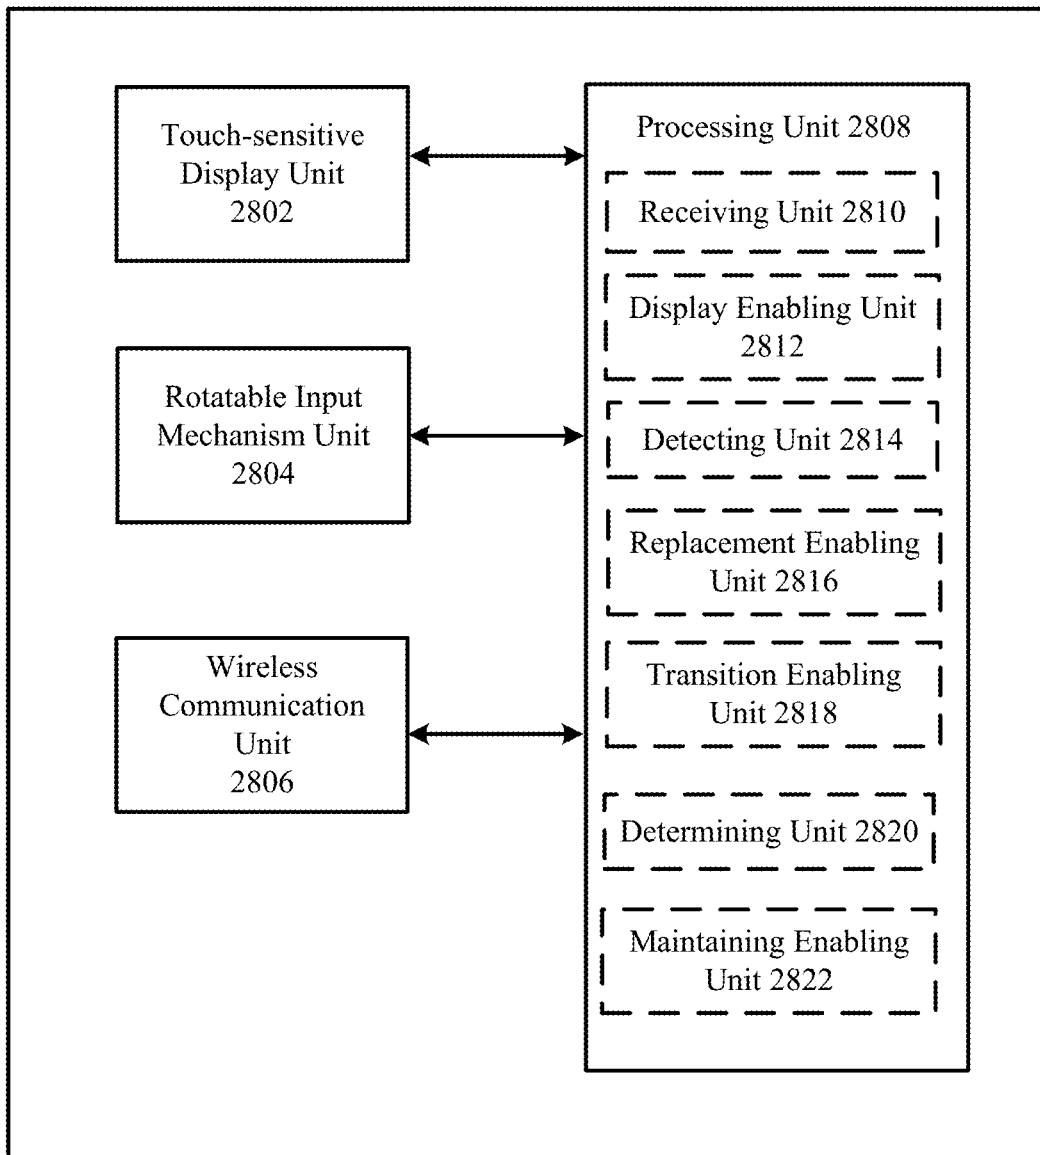 Touch-sensitive
Display Unit
2802
Rotatable Input
Mechanism Unit
2804
Wireless
Communication
Unit
2806
Processing Unit 2808
Receiving Unit 2810
Display Enabling Unit
2812
Detecting Unit 2814
Replacement Enabling
Unit 2816
Transition Enabling
Unit 2818
Determining Unit 2820
Maintaining Enabling
Unit 2822